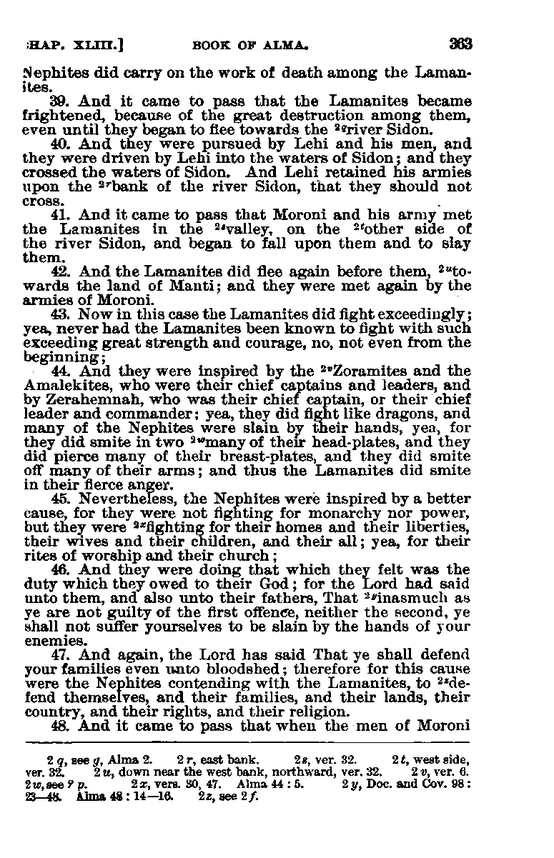 :HAP. XLIII.] BOOK OF ALMA. 363
Nephites did carry on the work of death among the Laman-
ites.
39. And it came to pass that the Lamanites became
frightened, because of the great destruction among them,
even until they began to flee towards the 2qriver Sidon.
40. And they were pursued by Lehi and his men, and
they were driven by Lehi into the waters of Sidon; and they
crossed the waters of Sidon. And Lehi retained his armies
upon the 2rbank of the river Sidon, that they should not
cross.
41. And it came to pass that Moroni and his army met
the Lamanites in the 2svalley, on the 2tother side of
the river Sidon, and began to fall upon them and to slay
them.
42. And the Lamanites did flee again before them, 2uto-
wards the land of Manti; and they were met again by the
armies of Moroni.
43. Now in this case the Lamanites did fight exceedingly;
yea, never had the Lamanites been known to fight with such
exceeding great strength and courage, no, not even from the
beginning;
44. And they were inspired by the 2vZoramites and the
Amalekites, who were their chief captains and leaders, and
by Zerahemnah, who was their chief captain, or their chief
leader and commander; yea, they did fight like dragons, and
many of the Nephites were slain by their hands, yea, for
they did smite in two 2wmany of their head-plates, and they
did pierce many of their breast-plates, and they did smite
off many of their arms; and thus the Lamanites did smite
in their fierce anger.
45. Nevertheless, the Nephites were inspired by a better
cause, for they were not fighting for monarchy nor power,
but they were 2xfighting for their homes and their liberties,
their wives and their children, and their all; yea, for their
rites of worship and their church;
46. And they were doing that which they felt was the
duty which they owed to their God; for the Lord had said
unto them, and also unto their fathers, That 2yinasmuch as
ye are not guilty of the first offence, neither the second, ye
shall not suffer yourselves to be slain by the hands of your
enemies.
47. And again, the Lord has said That ye shall defend
your families even unto bloodshed; therefore for this cause
were the Nephites contending with the Lamanites, to 2zde-
fend themselves, and their families, and their lands, their
country, and their rights, and their religion.
48. And it came to pass that when the men of Moroni
2 q, see g, Alma 2. 2 r, east bank. 2 s, ver. 32. 2 t, west side,
ver. 32. 2 u, down near the west bank, northward, ver. 32. 2 v, ver. 6.
2 w, see ? p. 2 x, vers. 30, 47. Alma 44 : 5. 2 y, Doc. and Cov. 98 :
23—48. Alma 48 : 14—16. 2 z, see 2 f.